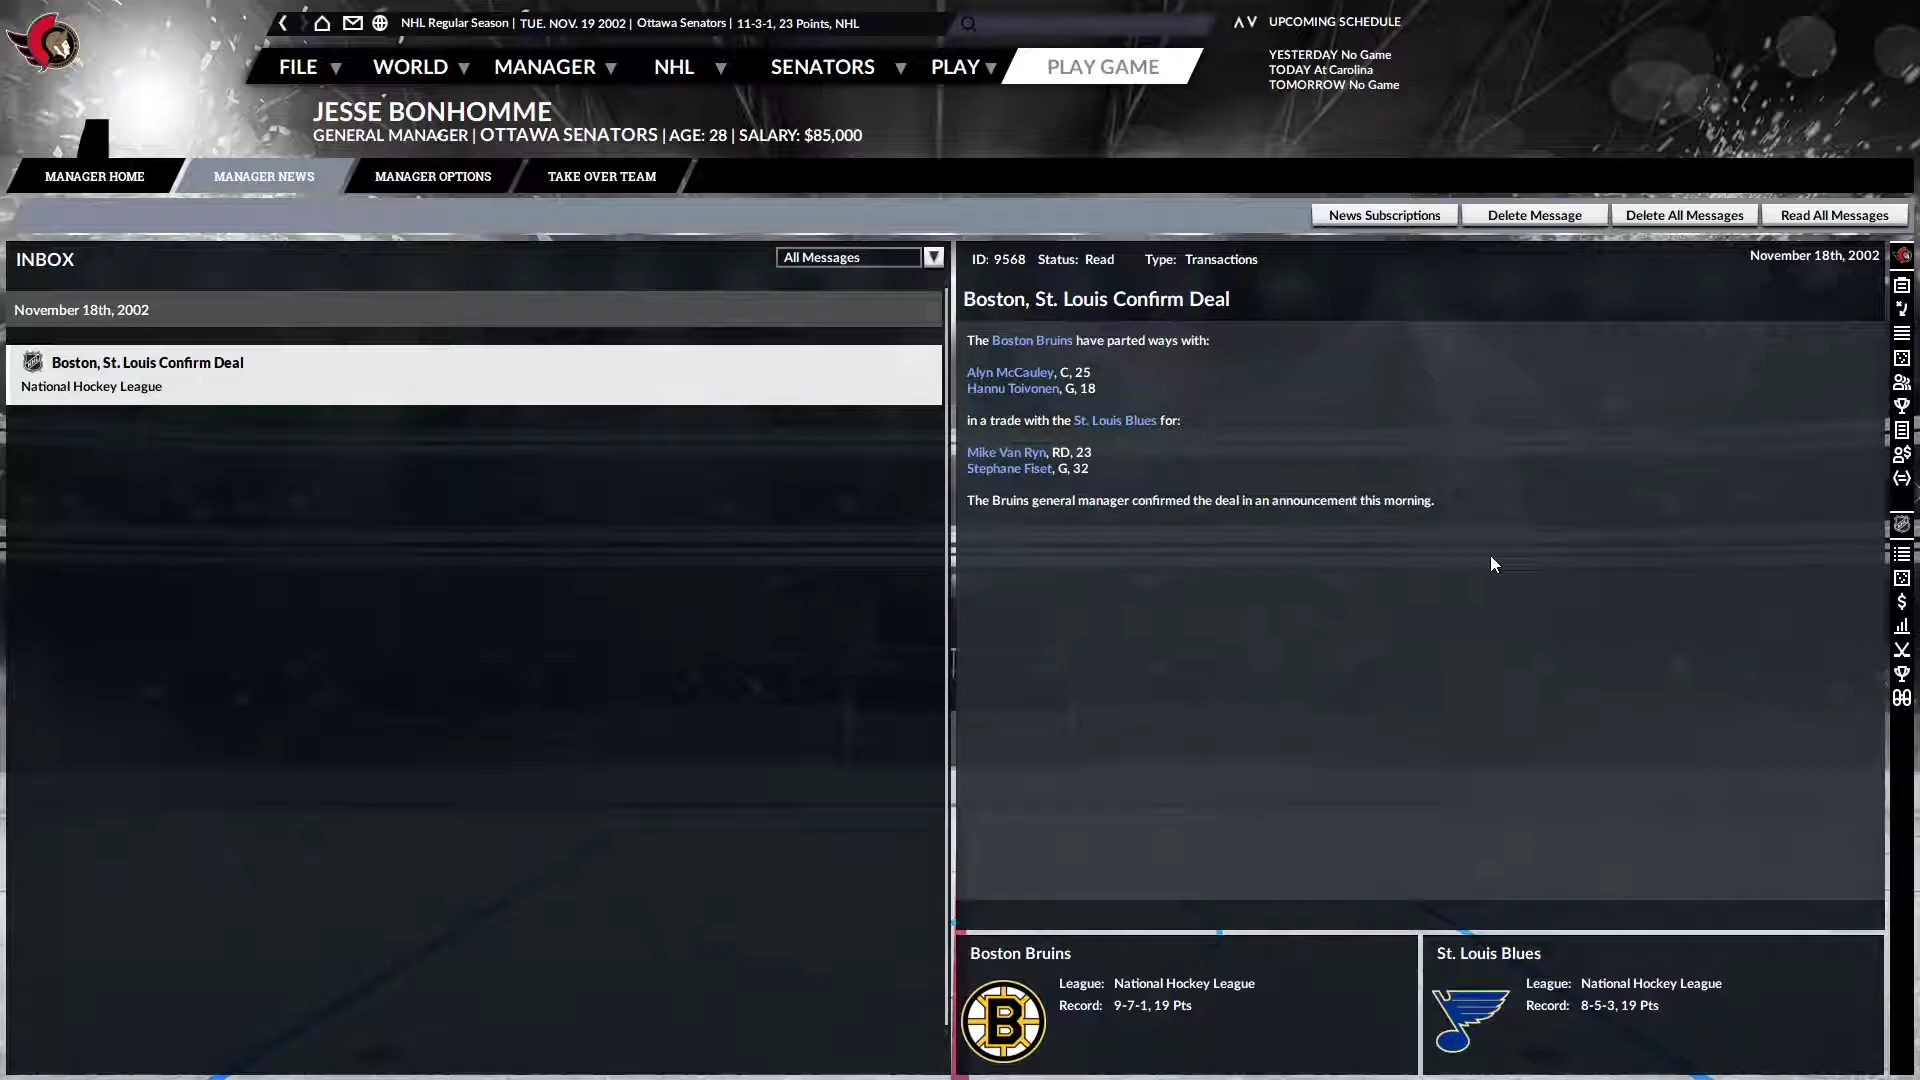 NHL Regular Season | TUE. NOV. 19 2002 | Ottawa Senators | 11-3-1, 23 Points, NHL
UPCOMING SCHEDULE
YESTERDAY No Game
TODAY At Carolina
TOMORROW No Game
FILE WORLD MANAGER NHL SENATORS PLAY PLAY GAME
JESSE BONHOMME
GENERAL MANAGER | OTTAWA SENATORS | AGE: 28 | SALARY: $85,000
MANAGER HOME MANAGER NEWS MANAGER OPTIONS TAKE OVER TEAM
News Subscriptions Delete Message Delete All Messages Read All Messages
INBOX All Messages
November 18th, 2002
Boston, St. Louis Confirm Deal
National Hockey League
ID: 9568 Status: Read Type: Transactions November 18th, 2002
Boston, St. Louis Confirm Deal
The Boston Bruins have parted ways with:
Alyn McCauley, C, 25
Hannu Toivonen, G, 18
in a trade with the St. Louis Blues for:
Mike Van Ryn, RD, 23
Stephane Fiset, G, 32
The Bruins general manager confirmed the deal in an announcement this morning.
Boston Bruins
League: National Hockey League
Record: 9-7-1, 19 Pts
B
St. Louis Blues
League: National Hockey League
Record: 8-5-3, 19 Pts